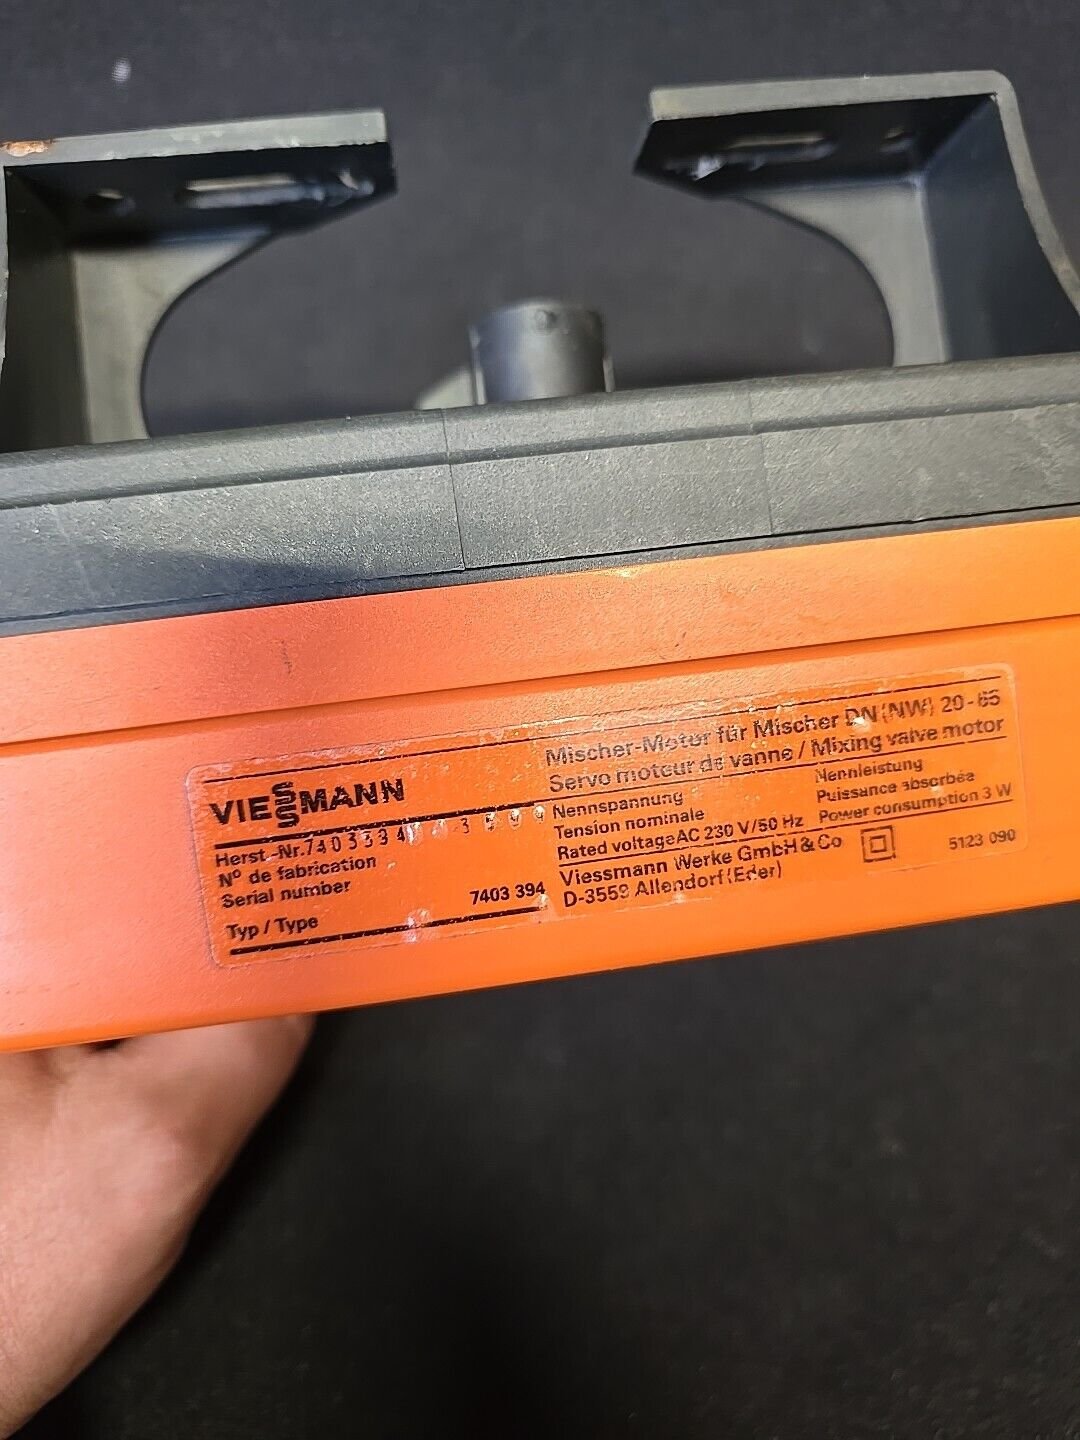 VIESSMANN
Herst.-Nr.
N° de fabrication
Serial number
Typ / Type 7403 394
Mischer-Motor für Mischer DN (NW) 20-65
Servo moteur de vanne / Mixing valve motor
Nennspannung Nennleistung
Tension nominale Puissance absorbée
Rated voltage AC 230 V/50 Hz Power consumption 3 W
Viessmann Werke GmbH & Co
D-3559 Allendorf (Eder)
5123 090